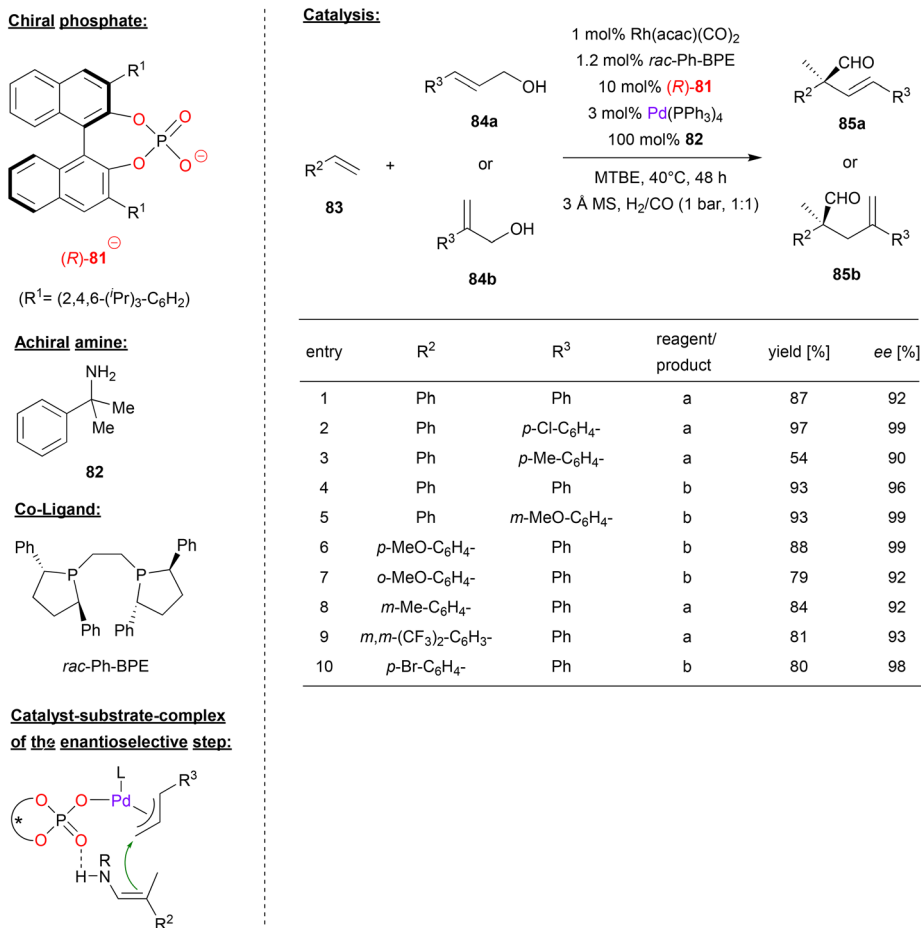 Chiral phosphate:
R¹
O
O
P
O
O
⊖
R¹
(R)-81⊖
(R¹= (2,4,6-(ⁱPr)₃-C₆H₂)
Achiral amine:
NH₂
Me
Me
82
Co-Ligand:
Ph
Ph
P
P
Ph
Ph
rac-Ph-BPE
Catalyst-substrate-complex
of the enantioselective step:
L
R³
O
O
Pd
*
P
O
O
R
H
N
R²
Catalysis:
R²
83
+
R³
OH
84a
or
R³
OH
84b
1 mol% Rh(acac)(CO)₂
1.2 mol% rac-Ph-BPE
10 mol% (R)-81
3 mol% Pd(PPh₃)₄
100 mol% 82
MTBE, 40°C, 48 h
3 Å MS, H₂/CO (1 bar, 1:1)
CHO
R²
R³
85a
or
CHO
R²
R³
85b
entry R² R³ reagent/ product yield [%] ee [%]
1 Ph Ph a 87 92
2 Ph p-Cl-C₆H₄- a 97 99
3 Ph p-Me-C₆H₄- a 54 90
4 Ph Ph b 93 96
5 Ph m-MeO-C₆H₄- b 93 99
6 p-MeO-C₆H₄- Ph b 88 99
7 o-MeO-C₆H₄- Ph b 79 92
8 m-Me-C₆H₄- Ph a 84 92
9 m,m-(CF₃)₂-C₆H₃- Ph a 81 93
10 p-Br-C₆H₄- Ph b 80 98